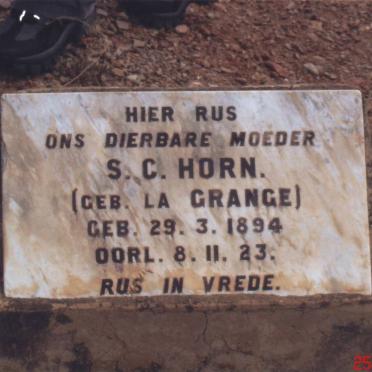 HIER RUS
ONS DIERBARE MOEDER
S. C. HORN.
(GEB. LA GRANGE)
GEB. 29. 3. 1894
OORL. 8. 11. 23.
RUS IN VREDE.
25